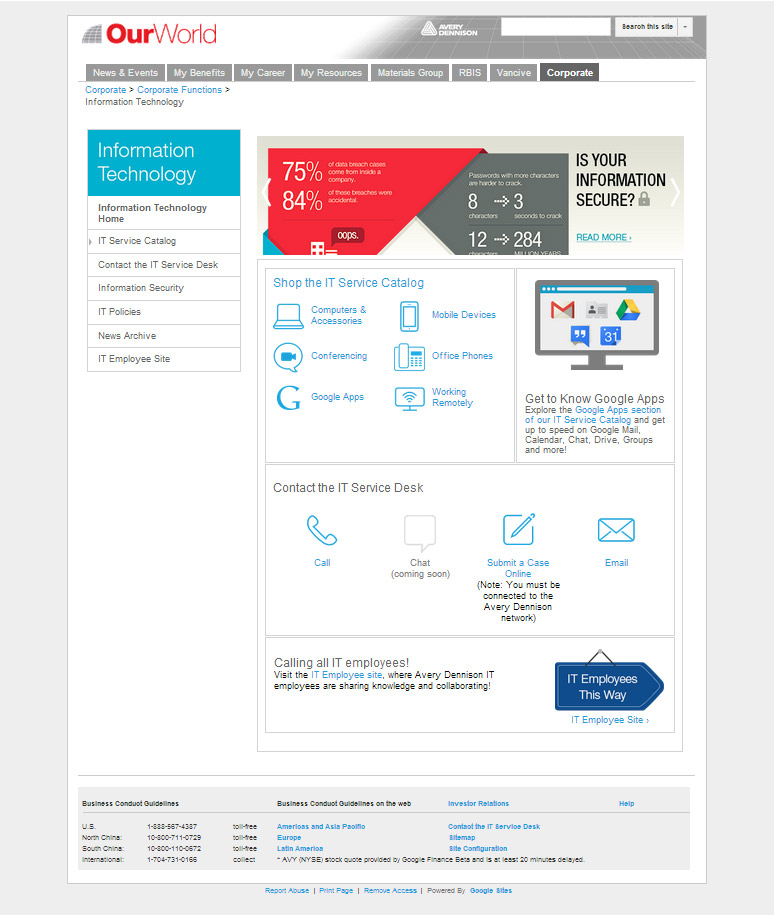 OurWorld
AVERY
DENNISON
Search this site
News & Events
My Benefits
My Career
My Resources
Materials Group
RBIS
Vancive
Corporate
Corporate > Corporate Functions >
Information Technology
Information
Technology
Information Technology
Home
IT Service Catalog
Contact the IT Service Desk
Information Security
IT Policies
News Archive
IT Employee Site
75% of data breach cases
come from inside a
company.
84% of these breaches were
accidental.
oops.
Passwords with more characters
are harder to crack.
8 3
characters seconds to crack
12 284
characters MILLION YEARS
IS YOUR
INFORMATION
SECURE?
READ MORE ›
Shop the IT Service Catalog
Computers &
Accessories
Mobile Devices
Conferencing
Office Phones
G Google Apps
Working
Remotely
31
Get to Know Google Apps
Explore the Google Apps section
of our IT Service Catalog and get
up to speed on Google Mail,
Calendar, Chat, Drive, Groups
and more!
Contact the IT Service Desk
Call
Chat
(coming soon)
Submit a Case
Online
(Note: You must be
connected to the
Avery Dennison
network)
Email
Calling all IT employees!
Visit the IT Employee site, where Avery Dennison IT
employees are sharing knowledge and collaborating!
IT Employees
This Way
IT Employee Site ›
Business Conduct Guidelines
Business Conduct Guidelines on the web
Investor Relations
Help
U.S. 1-888-567-4387 toll-free Americas and Asia Pacific Contact the IT Service Desk
North China: 10-800-711-0729 toll-free Europe Sitemap
South China: 10-800-110-0672 toll-free Latin America Site Configuration
International: 1-704-731-0166 collect * AVY (NYSE) stock quote provided by Google Finance Beta and is at least 20 minutes delayed.
Report Abuse | Print Page | Remove Access | Powered By Google Sites